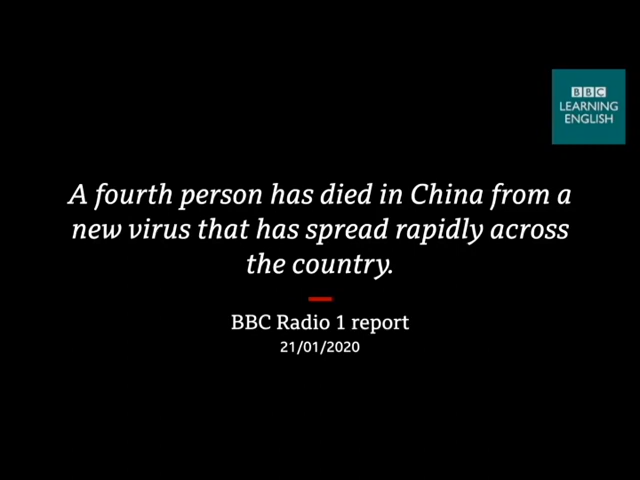 BBC
LEARNING
ENGLISH
A fourth person has died in China from a
new virus that has spread rapidly across
the country.
BBC Radio 1 report
21/01/2020